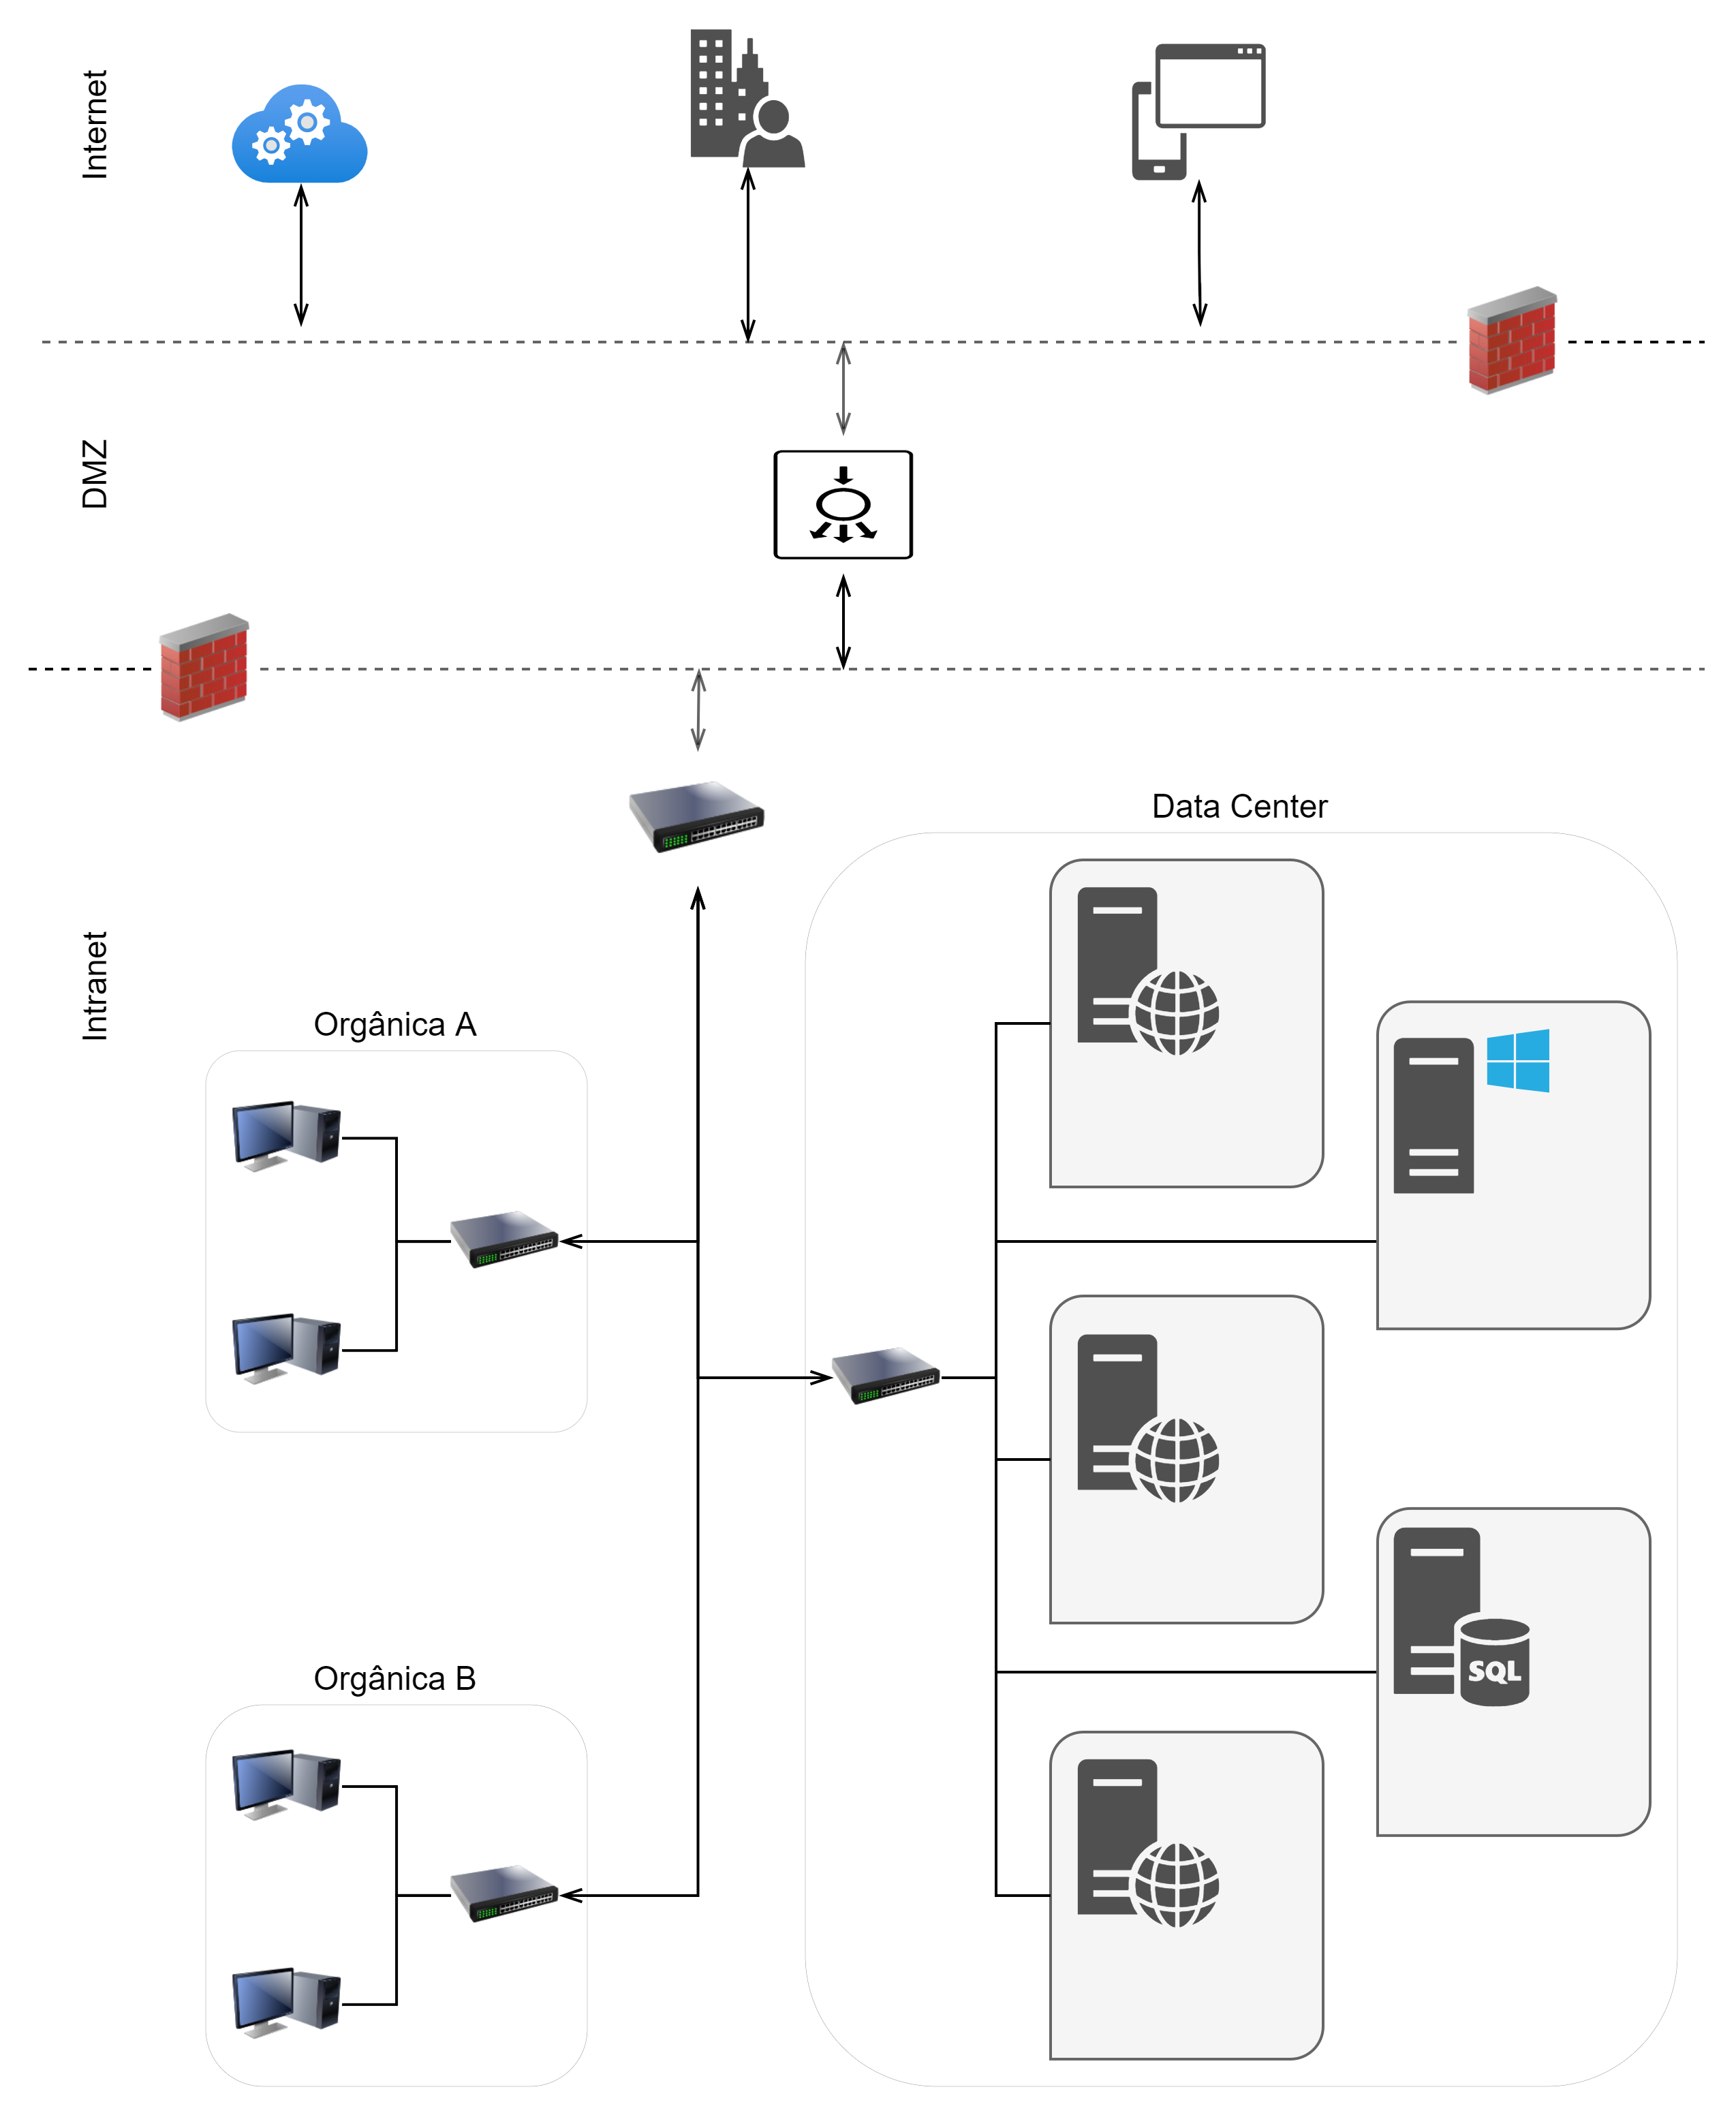 Internet
DMZ
Intranet
Data Center
Orgânica A
SQL
Orgânica B